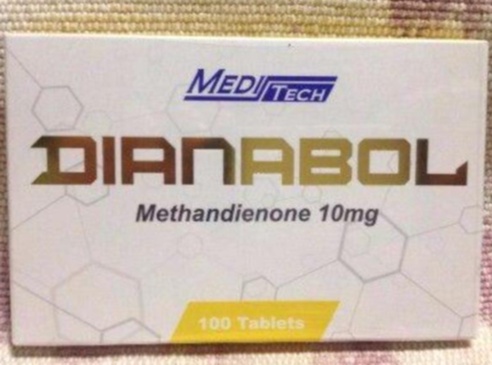 MEDITECH
DIANABOL
Methandienone 10mg
100 Tablets